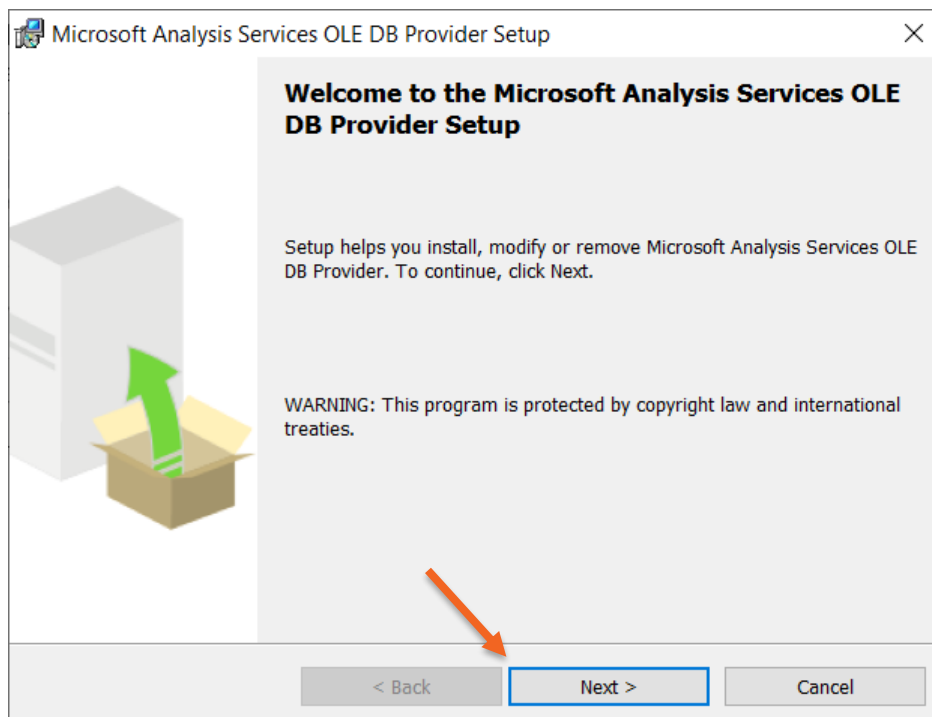 Microsoft Analysis Services OLE DB Provider Setup
Welcome to the Microsoft Analysis Services OLE
DB Provider Setup
Setup helps you install, modify or remove Microsoft Analysis Services OLE
DB Provider. To continue, click Next.
WARNING: This program is protected by copyright law and international
treaties.
< Back
Next >
Cancel